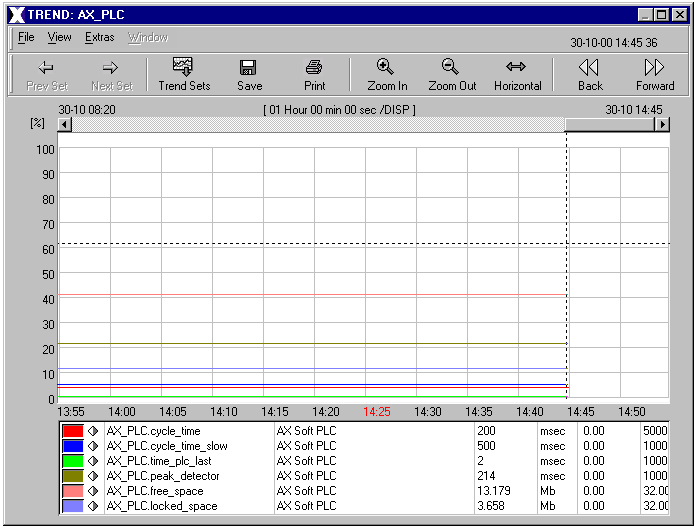 TREND: AX_PLC
File View Extras Window
30-10-00 14:45 36
Prev Set Next Set Trend Sets Save Print Zoom In Zoom Out Horizontal Back Forward
30-10 08:20 [ 01 Hour 00 min 00 sec /DISP ] 30-10 14:45
[%]
100
90
80
70
60
50
40
30
20
10
0
13:55 14:00 14:05 14:10 14:15 14:20 14:25 14:30 14:35 14:40 14:45 14:50
AX_PLC.cycle_time AX Soft PLC 200 msec 0.00 5000
AX_PLC.cycle_time_slow AX Soft PLC 500 msec 0.00 1000
AX_PLC.time_plc_last AX Soft PLC 2 msec 0.00 1000
AX_PLC.peak_detector AX Soft PLC 214 msec 0.00 1000
AX_PLC.free_space AX Soft PLC 13.179 Mb 0.00 32.00
AX_PLC.locked_space AX Soft PLC 3.658 Mb 0.00 32.00